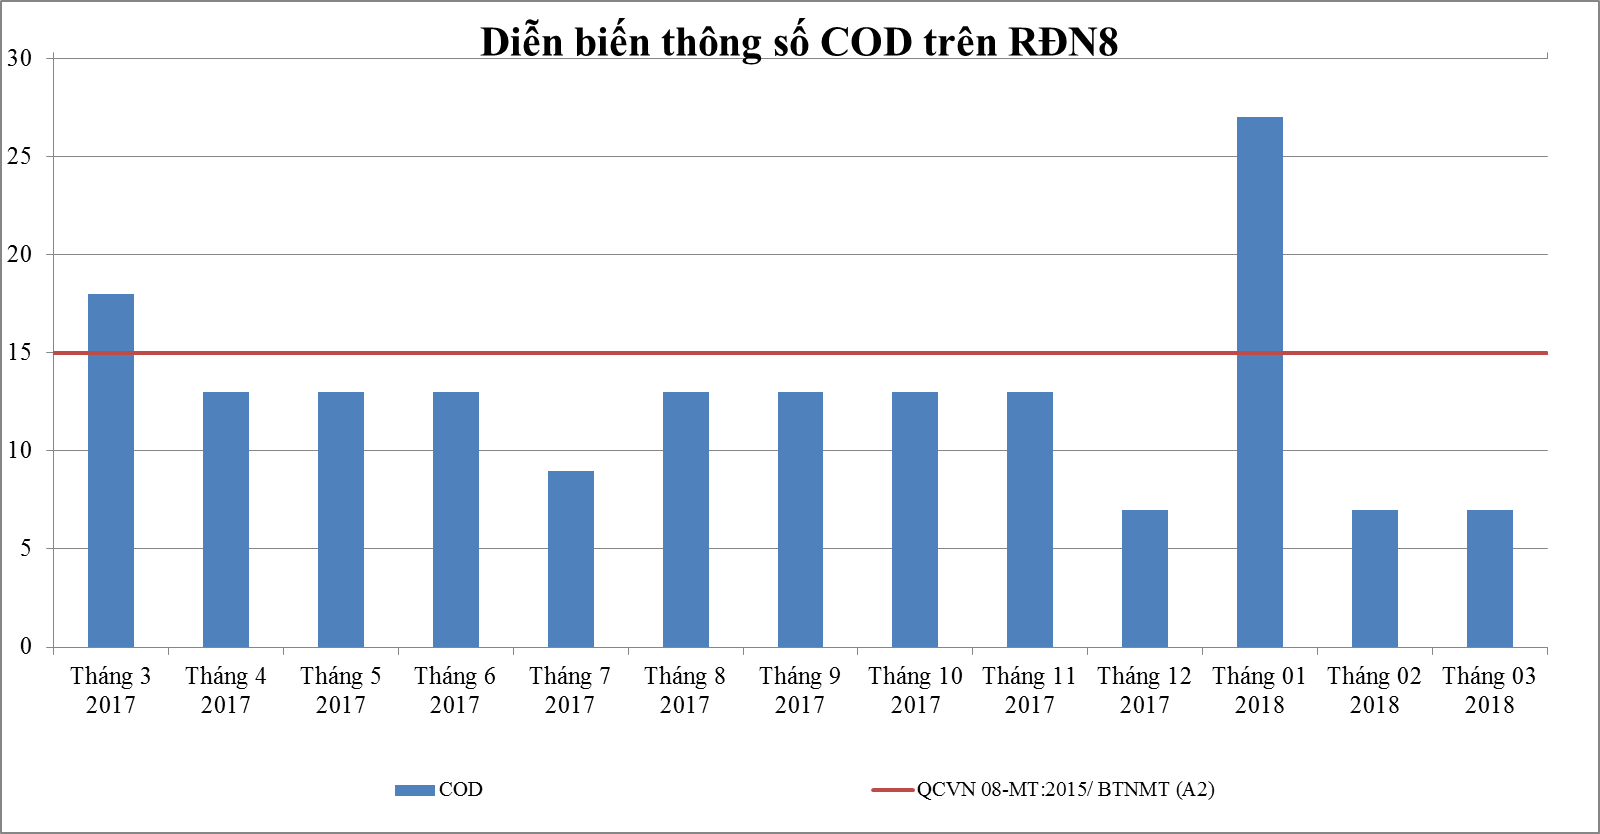 Diễn biến thông số COD trên RĐN8
30
25
20
15
10
5
0
Tháng 3 2017
Tháng 4 2017
Tháng 5 2017
Tháng 6 2017
Tháng 7 2017
Tháng 8 2017
Tháng 9 2017
Tháng 10 2017
Tháng 11 2017
Tháng 12 2017
Tháng 01 2018
Tháng 02 2018
Tháng 03 2018
COD
QCVN 08-MT:2015/ BTNMT (A2)